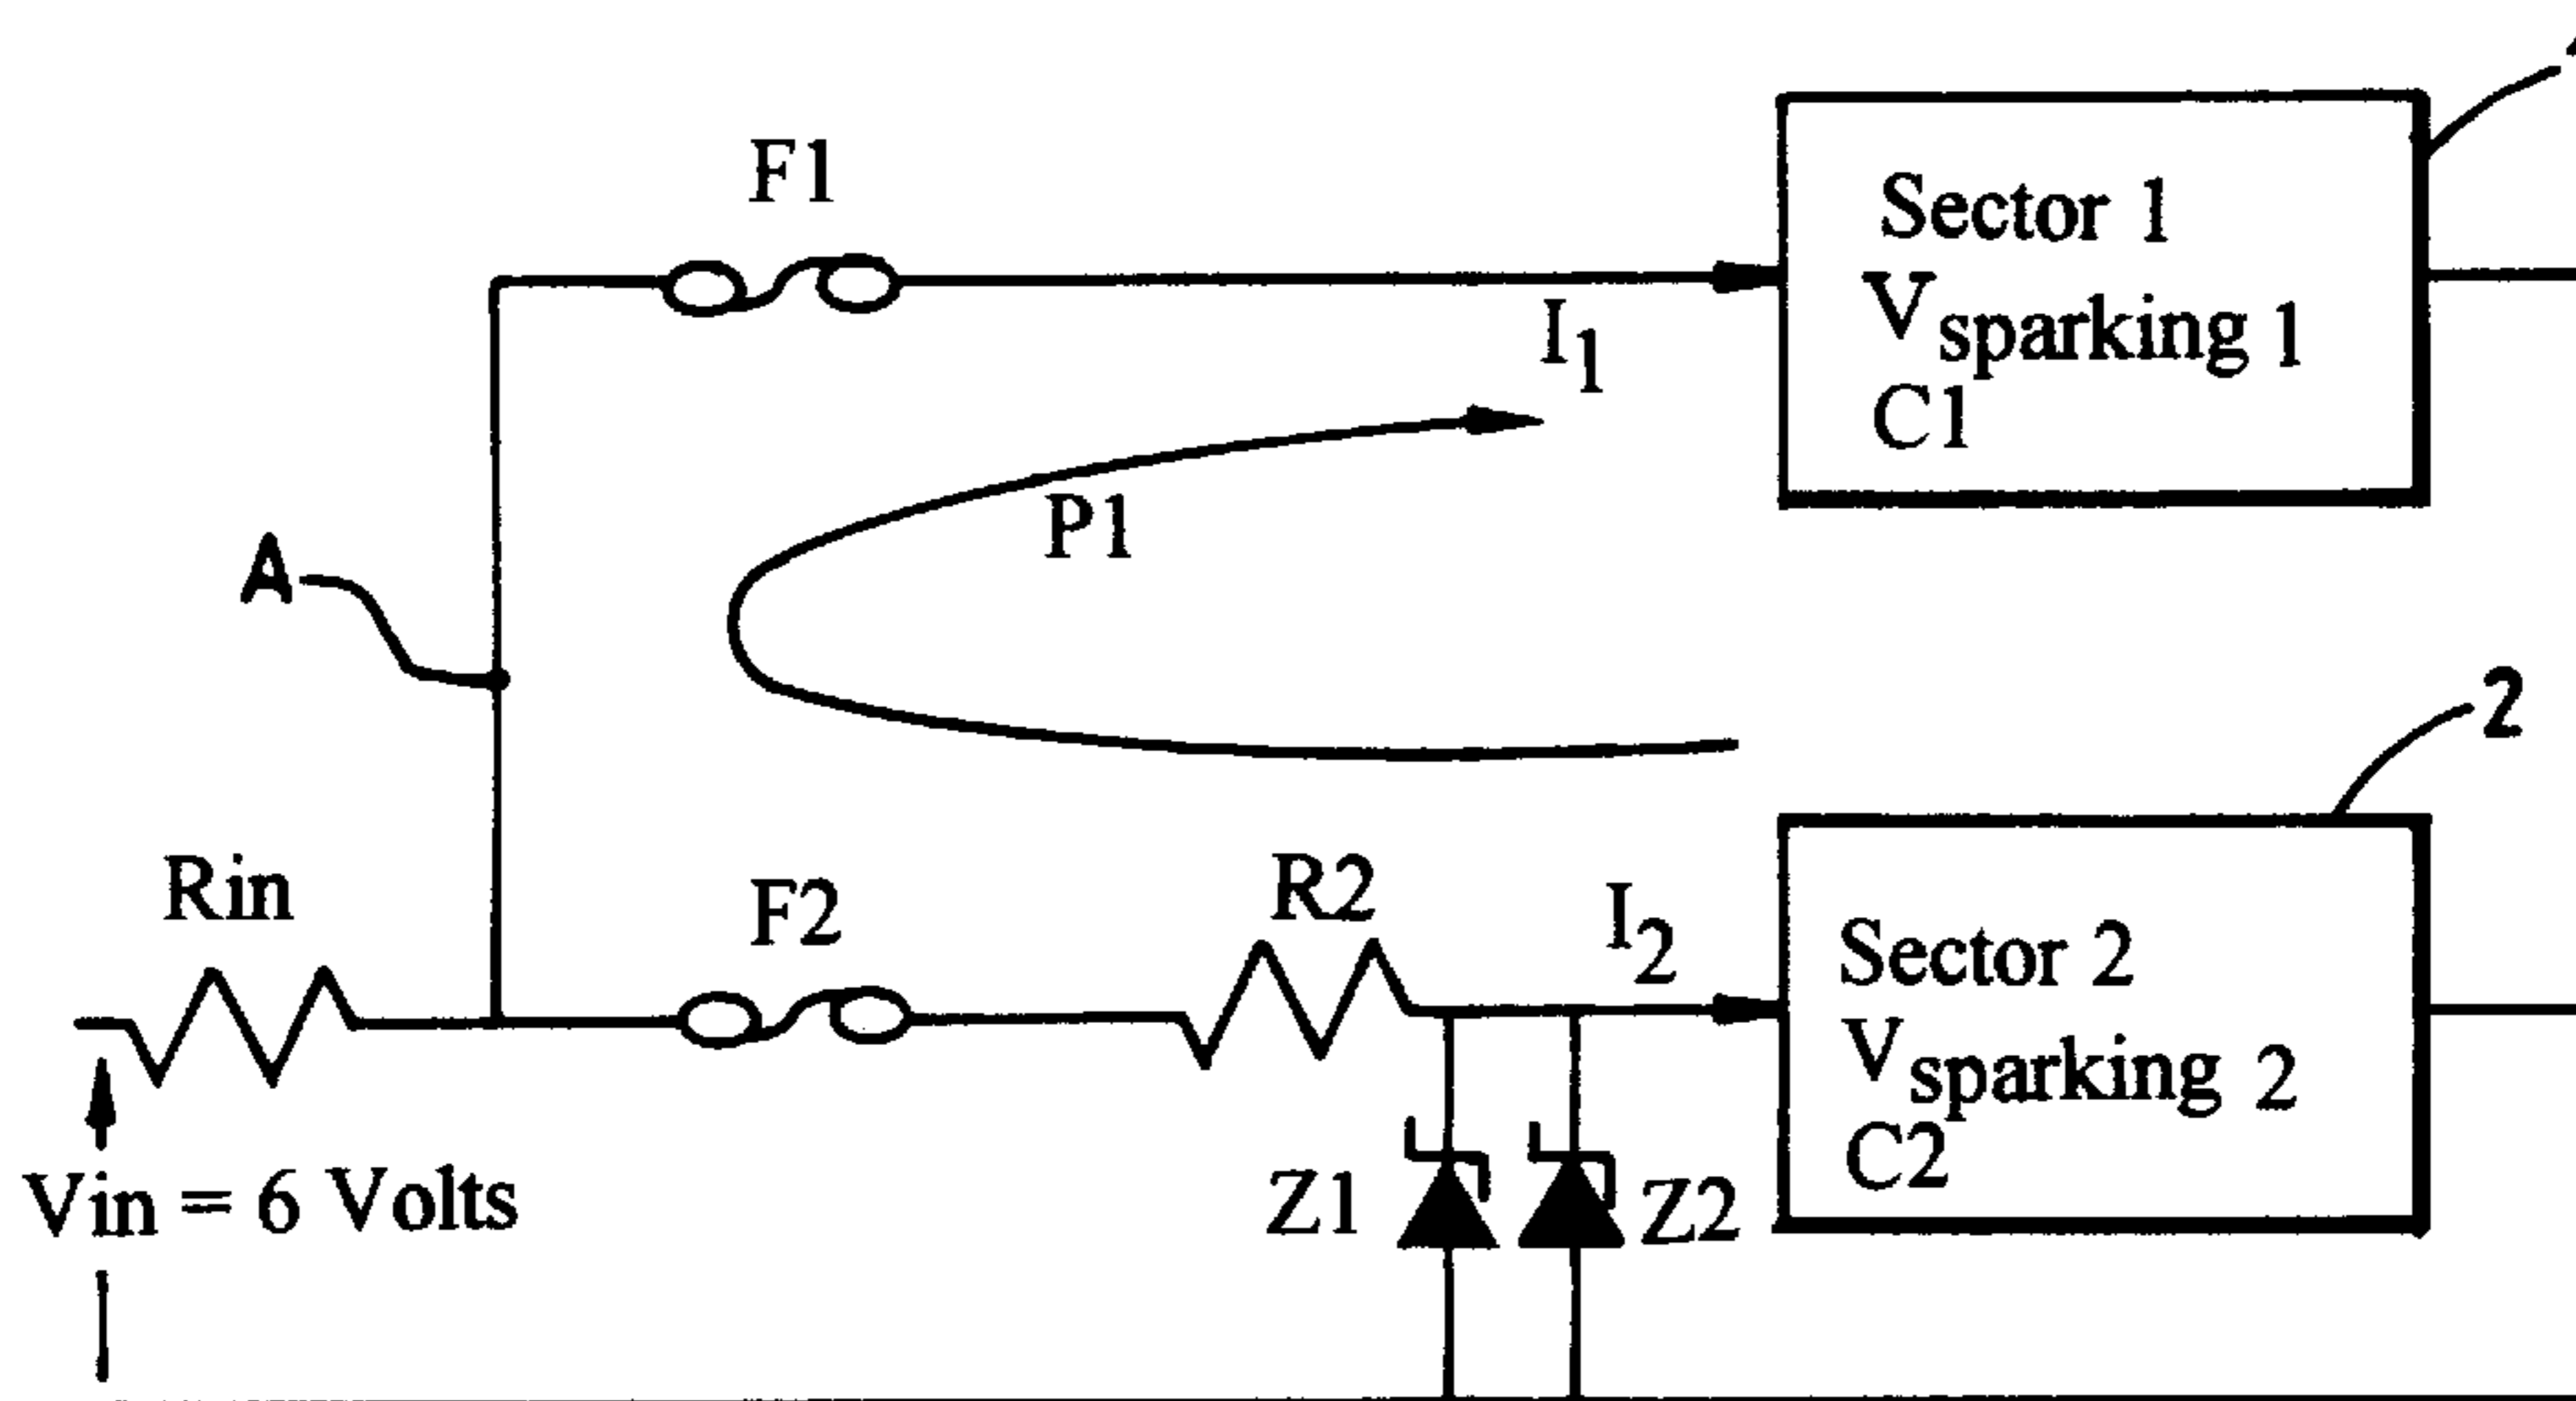 F1
Sector 1
Vsparking 1
C1
I1
P1
A
2
Rin
F2
R2
I2
Sector 2
Vsparking 2
C2
Z1
Z2
Vin = 6 Volts